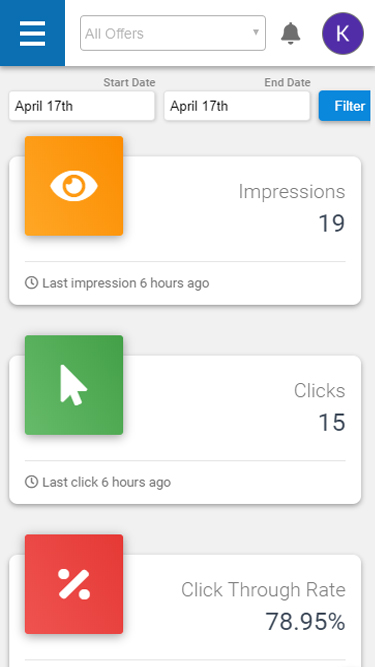 All Offers
K
Start Date
End Date
April 17th
April 17th
Filter
Impressions
19
Last impression 6 hours ago
Clicks
15
Last click 6 hours ago
Click Through Rate
78.95%